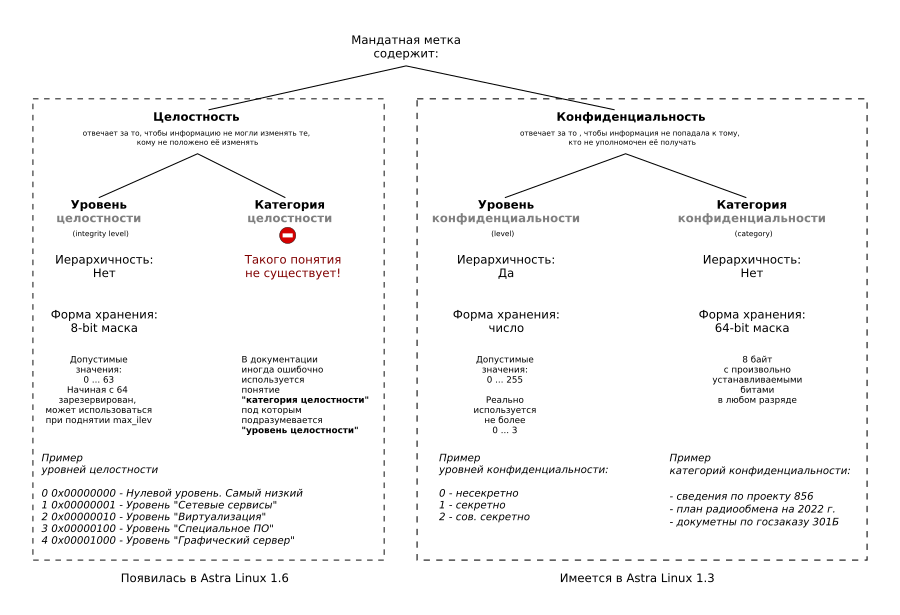 Мандатная метка
содержит:
Целостность
отвечает за то, чтобы информацию не могли изменять те,
кому не положено её изменять
Уровень
целостности
(integrity level)
Иерархичность:
Нет
Форма хранения:
8-bit маска
Допустимые
значения:
0 ... 63
Начиная с 64
зарезервирован,
может использоваться
при поднятии max_ilev
Категория
целостности
Такого понятия
не существует!
В документации
иногда ошибочно
используется
понятие
"категория целостности"
под которым
подразумевается
"уровень целостности"
Пример
уровней целостности
0 0x00000000 - Нулевой уровень. Самый низкий
1 0x00000001 - Уровень "Сетевые сервисы"
2 0x00000010 - Уровень "Виртуализация"
3 0x00000100 - Уровень "Специальное ПО"
4 0x00001000 - Уровень "Графический сервер"
Появилась в Astra Linux 1.6
Конфиденциальность
отвечает за то , чтобы информация не попадала к тому,
кто не уполномочен её получать
Уровень
конфиденциальности
(level)
Иерархичность:
Да
Форма хранения:
число
Допустимые
значения:
0 ... 255
Реально
используется
не более
0 ... 3
Пример
уровней конфиденциальности:
0 - несекретно
1 - секретно
2 - сов. секретно
Категория
конфиденциальности
(category)
Иерархичность:
Нет
Форма хранения:
64-bit маска
8 байт
с произвольно
устанавливаемыми
битами
в любом разряде
Пример
категорий конфиденциальности:
- сведения по проекту 856
- план радиообмена на 2022 г.
- докуметны по госзаказу 301Б
Имеется в Astra Linux 1.3